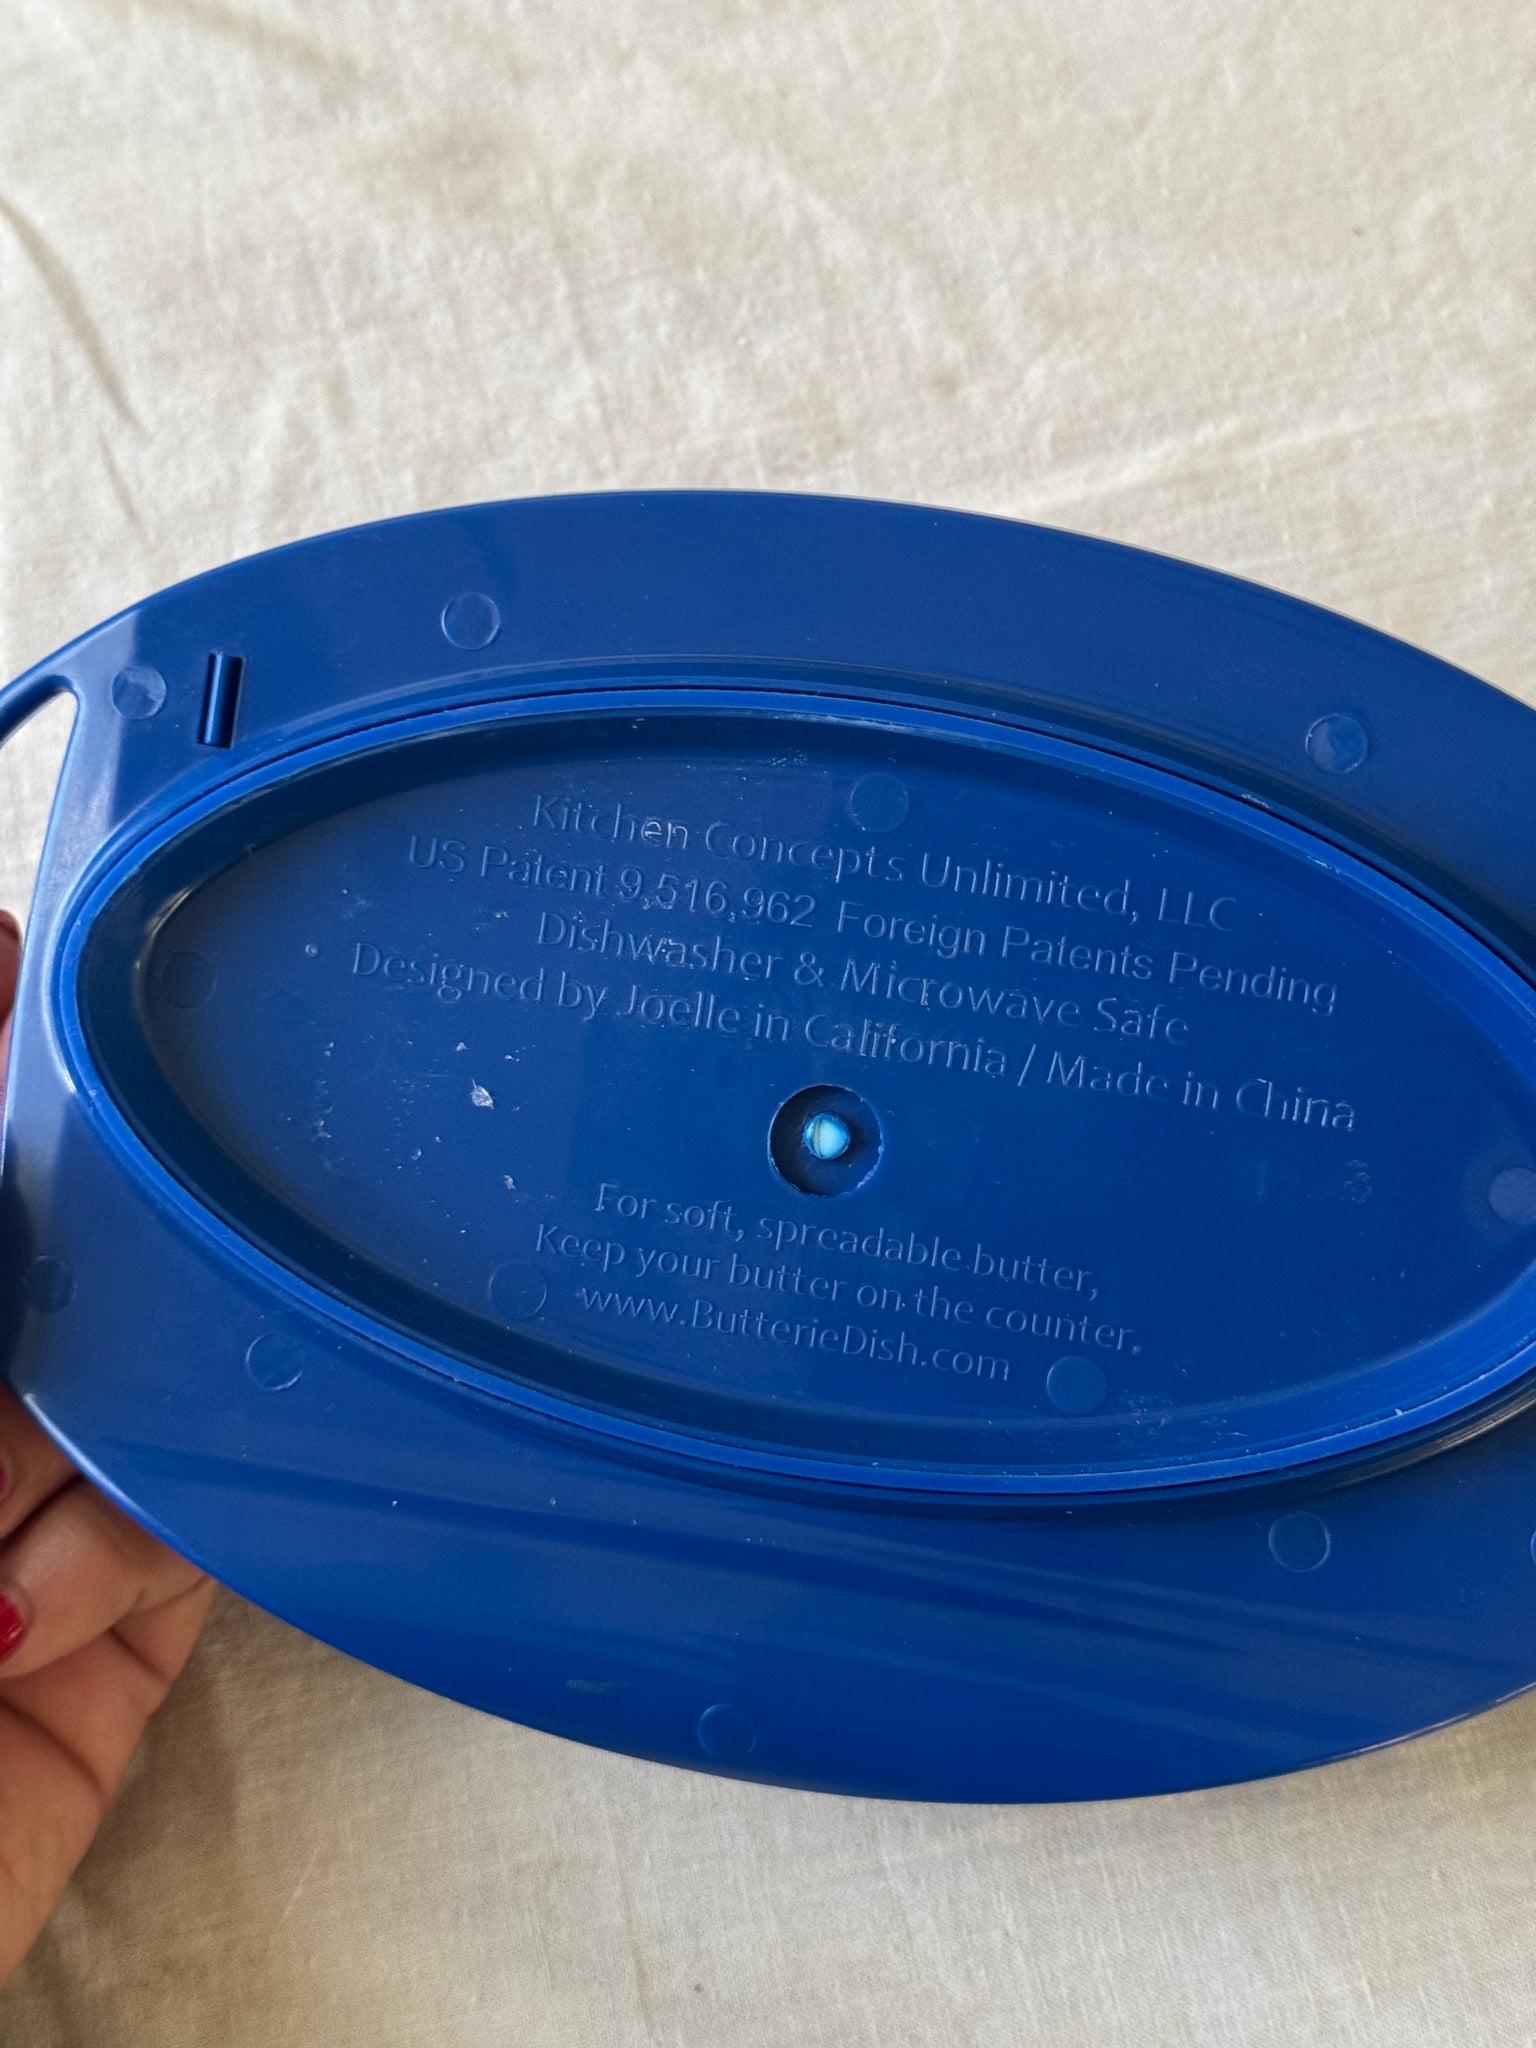 Kitchen Concepts Unlimited, LLC
US Patent 9,516,962 Foreign Patents Pending
Dishwasher & Microwave Safe
Designed by Joelle in California / Made in China
For soft, spreadable butter,
Keep your butter on the counter.
www.ButterieDish.com